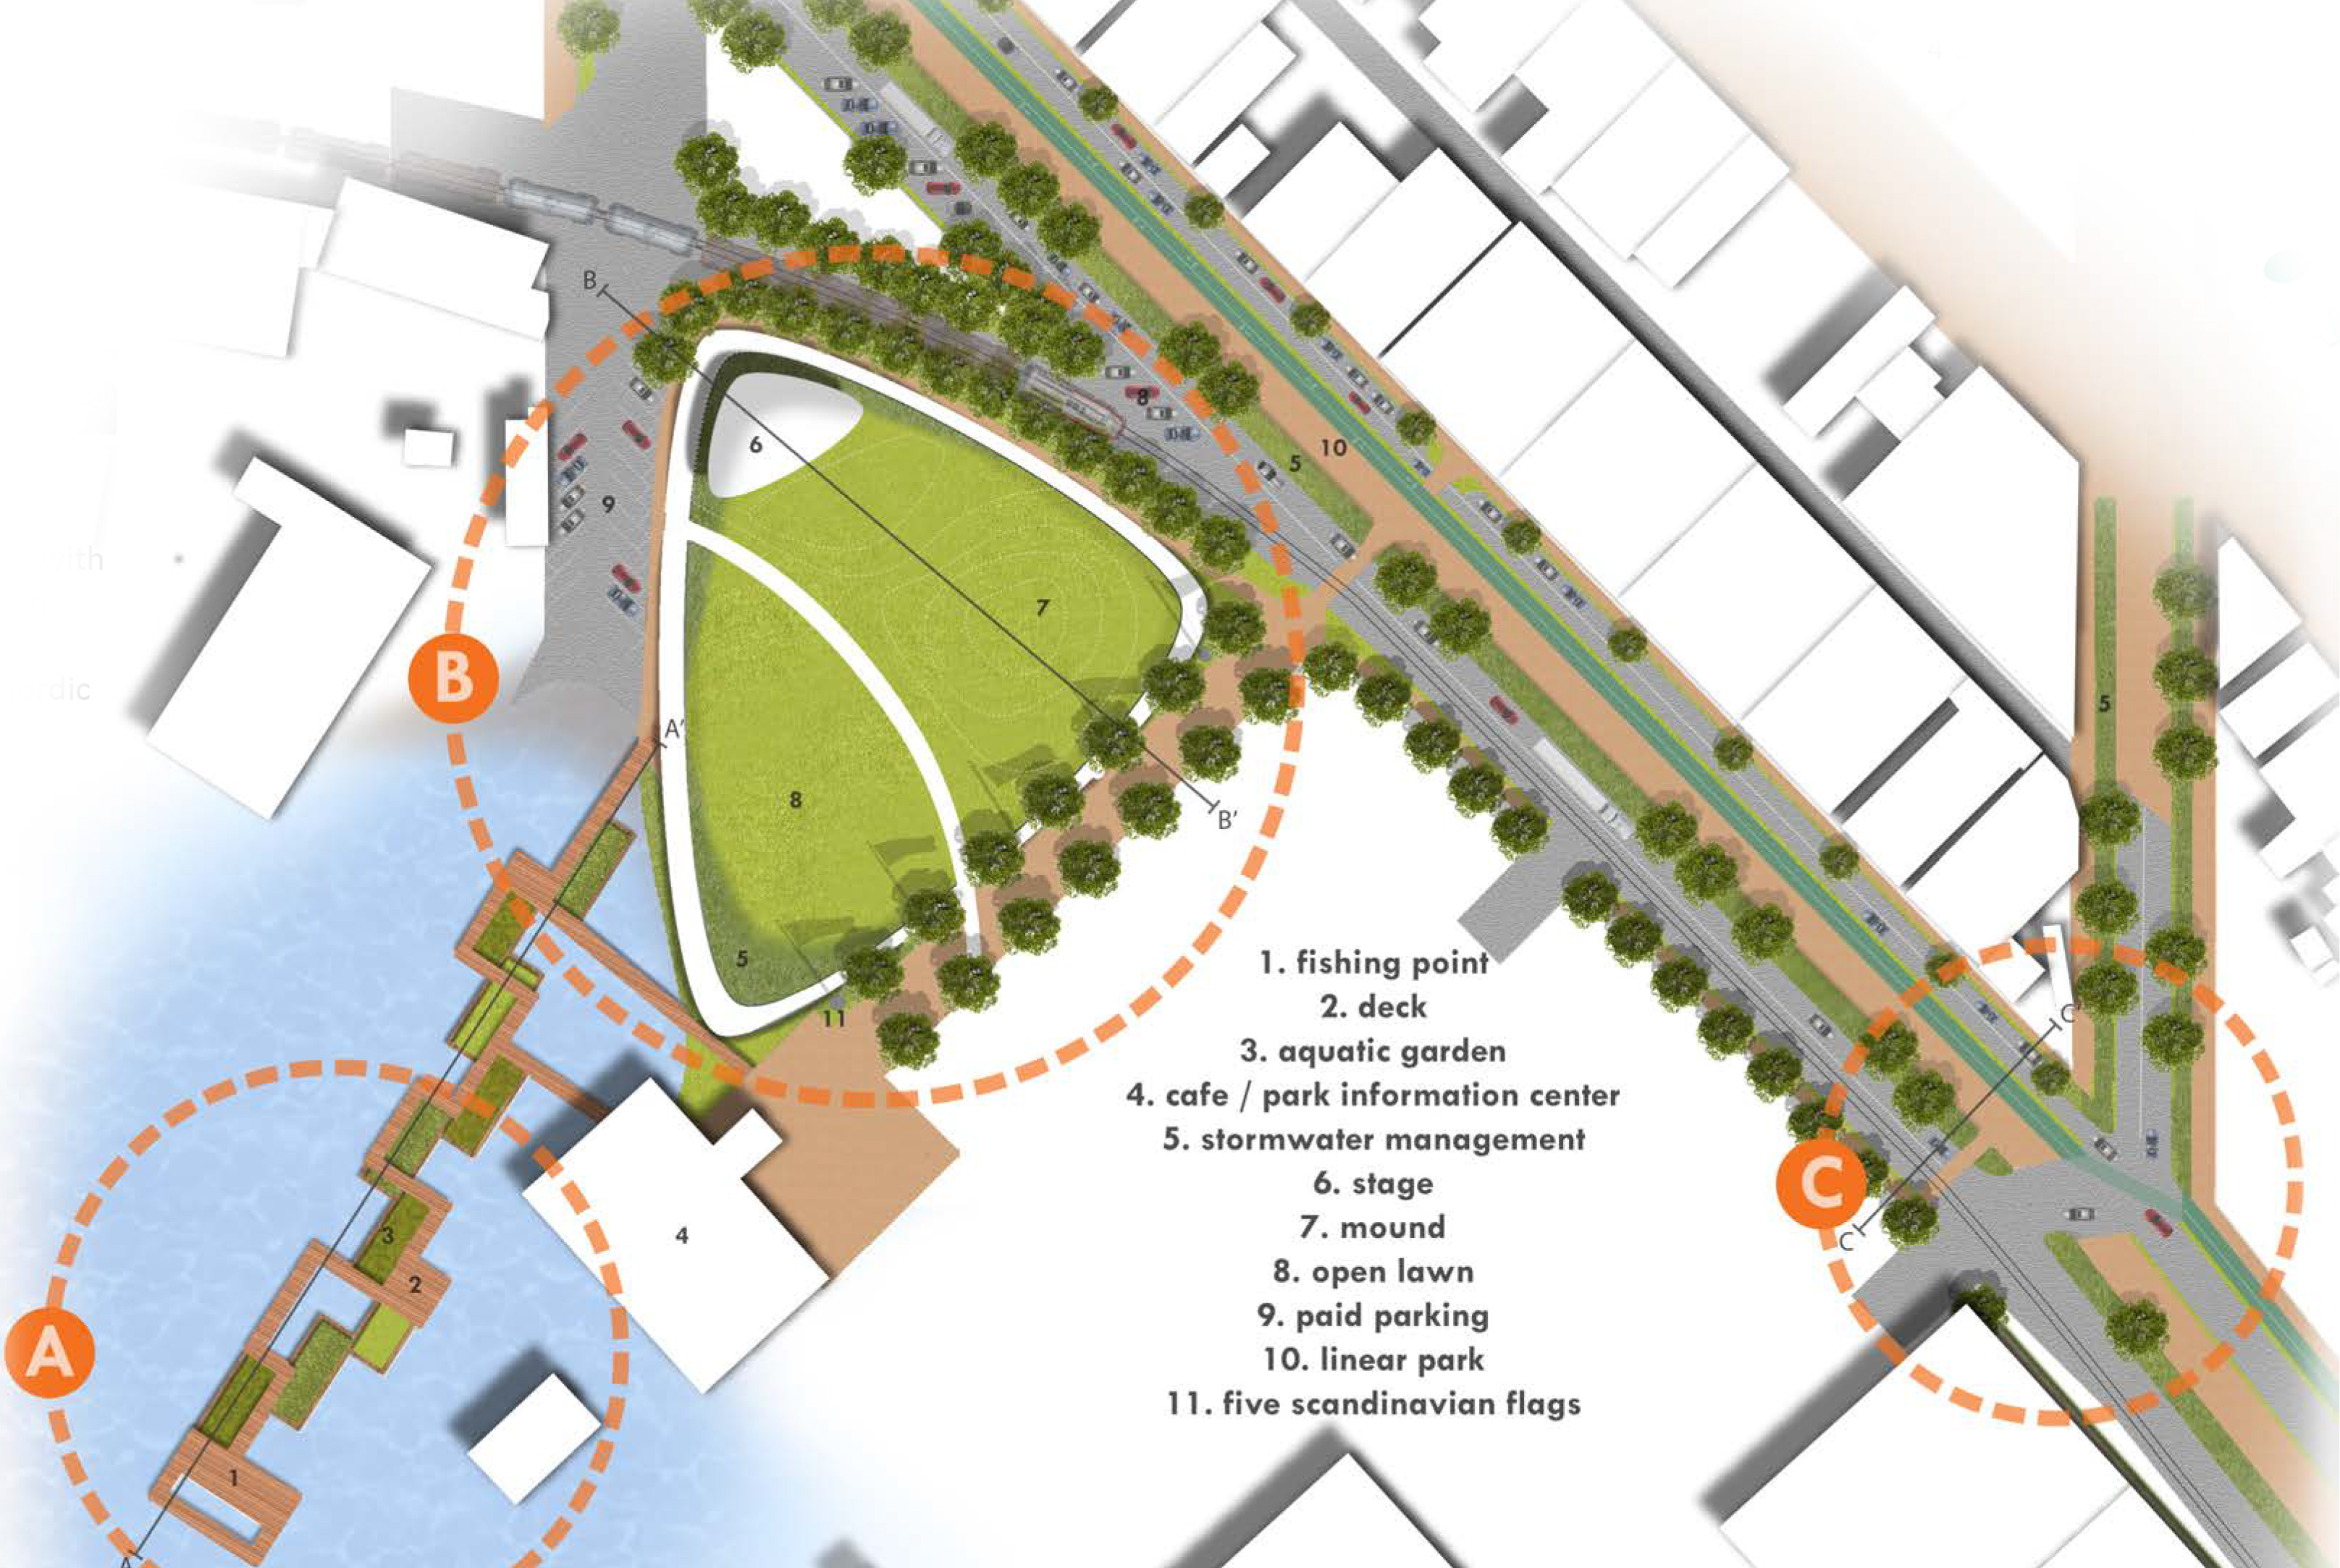 B
6
8
10
5
9
ith
7
B
rdic
A'
5
8
B'
5
11
1. fishing point
2. deck
3. aquatic garden
4. cafe / park information center
5. stormwater management
6. stage
7. mound
8. open lawn
9. paid parking
10. linear park
11. five scandinavian flags
C'
C
C
4
3
2
A
1
A